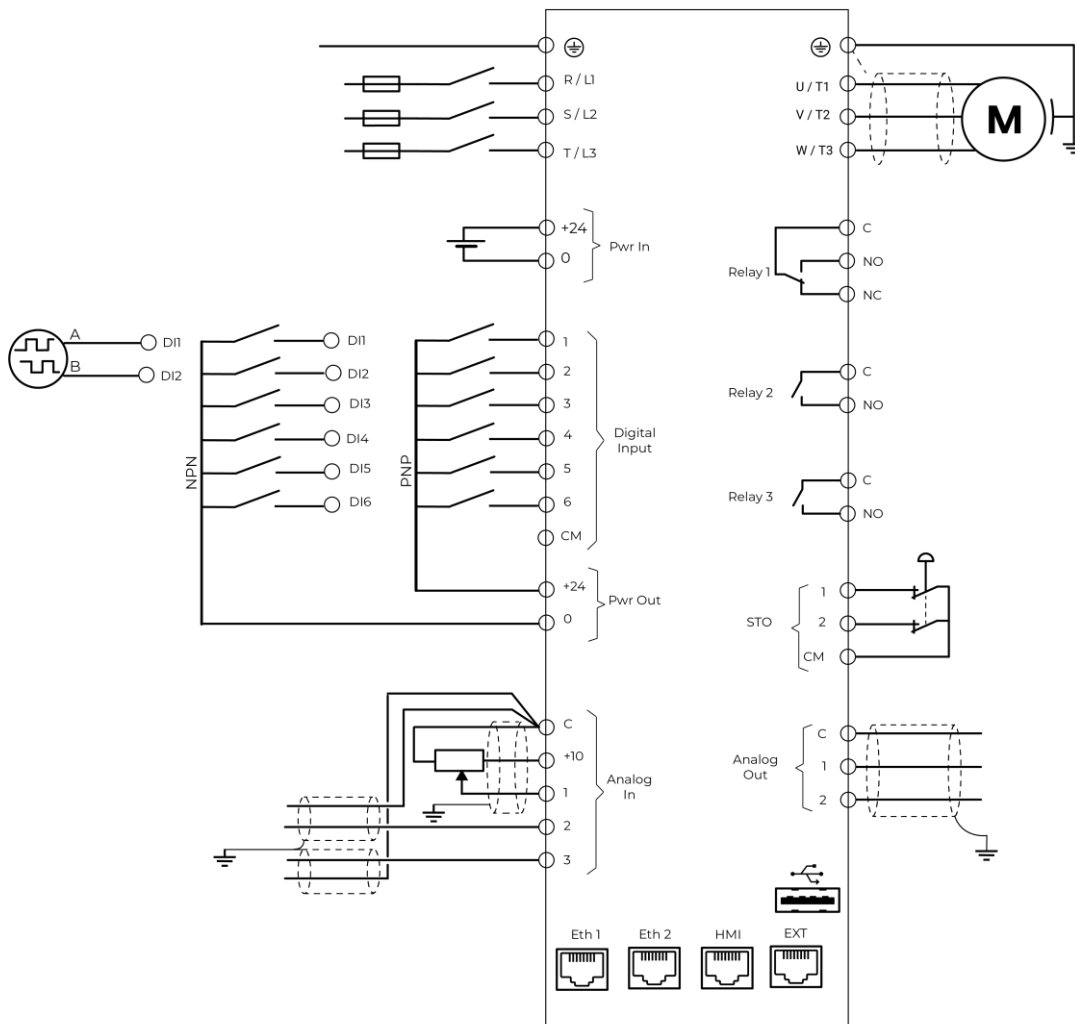 R / L1
S / L2
T / L3
U / T1
V / T2
W / T3
M
+24
0
Pwr In
C
NO
NC
Relay 1
A
B
DI1
DI2
NPN
DI1
DI2
DI3
DI4
DI5
DI6
PNP
1
2
3
4
5
6
CM
Digital
Input
Relay 2
C
NO
Relay 3
C
NO
+24
0
Pwr Out
STO
1
2
CM
C
+10
1
2
3
Analog
In
Analog
Out
C
1
2
Eth 1
Eth 2
HMI
EXT